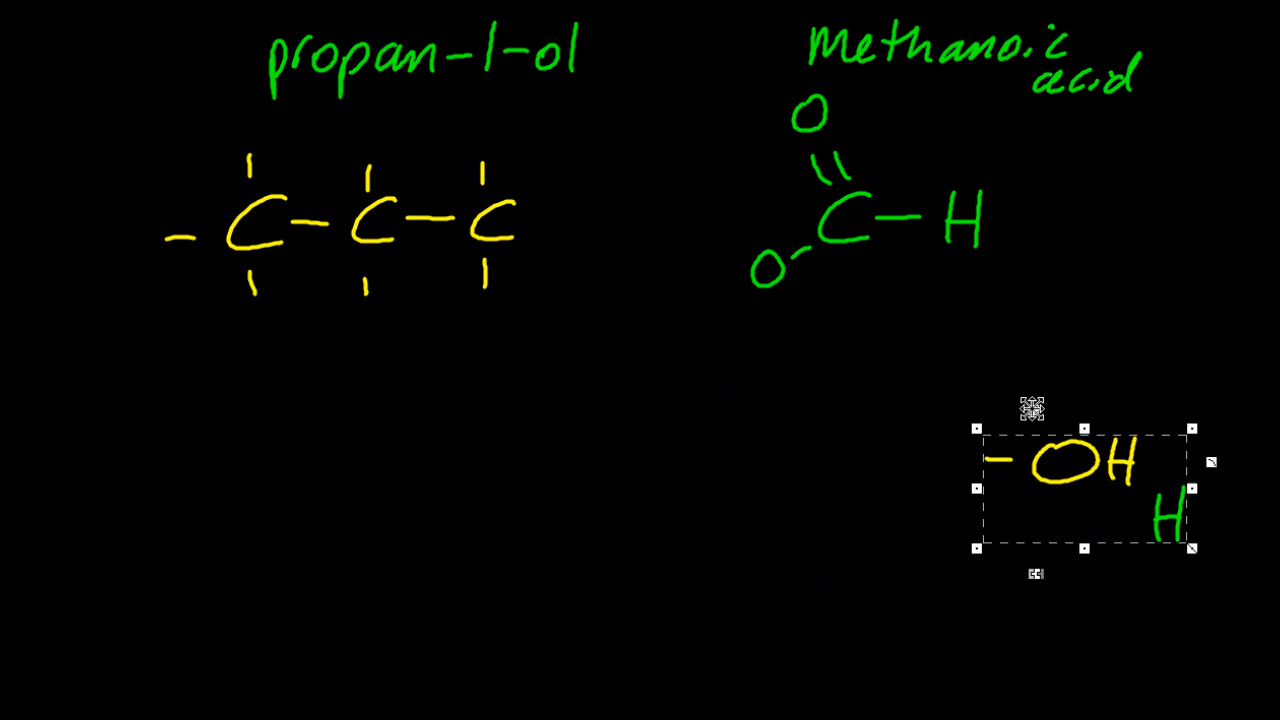 propan-1-ol
Methanoic
acid
O
C - C - C
C - H
O
- OH
H